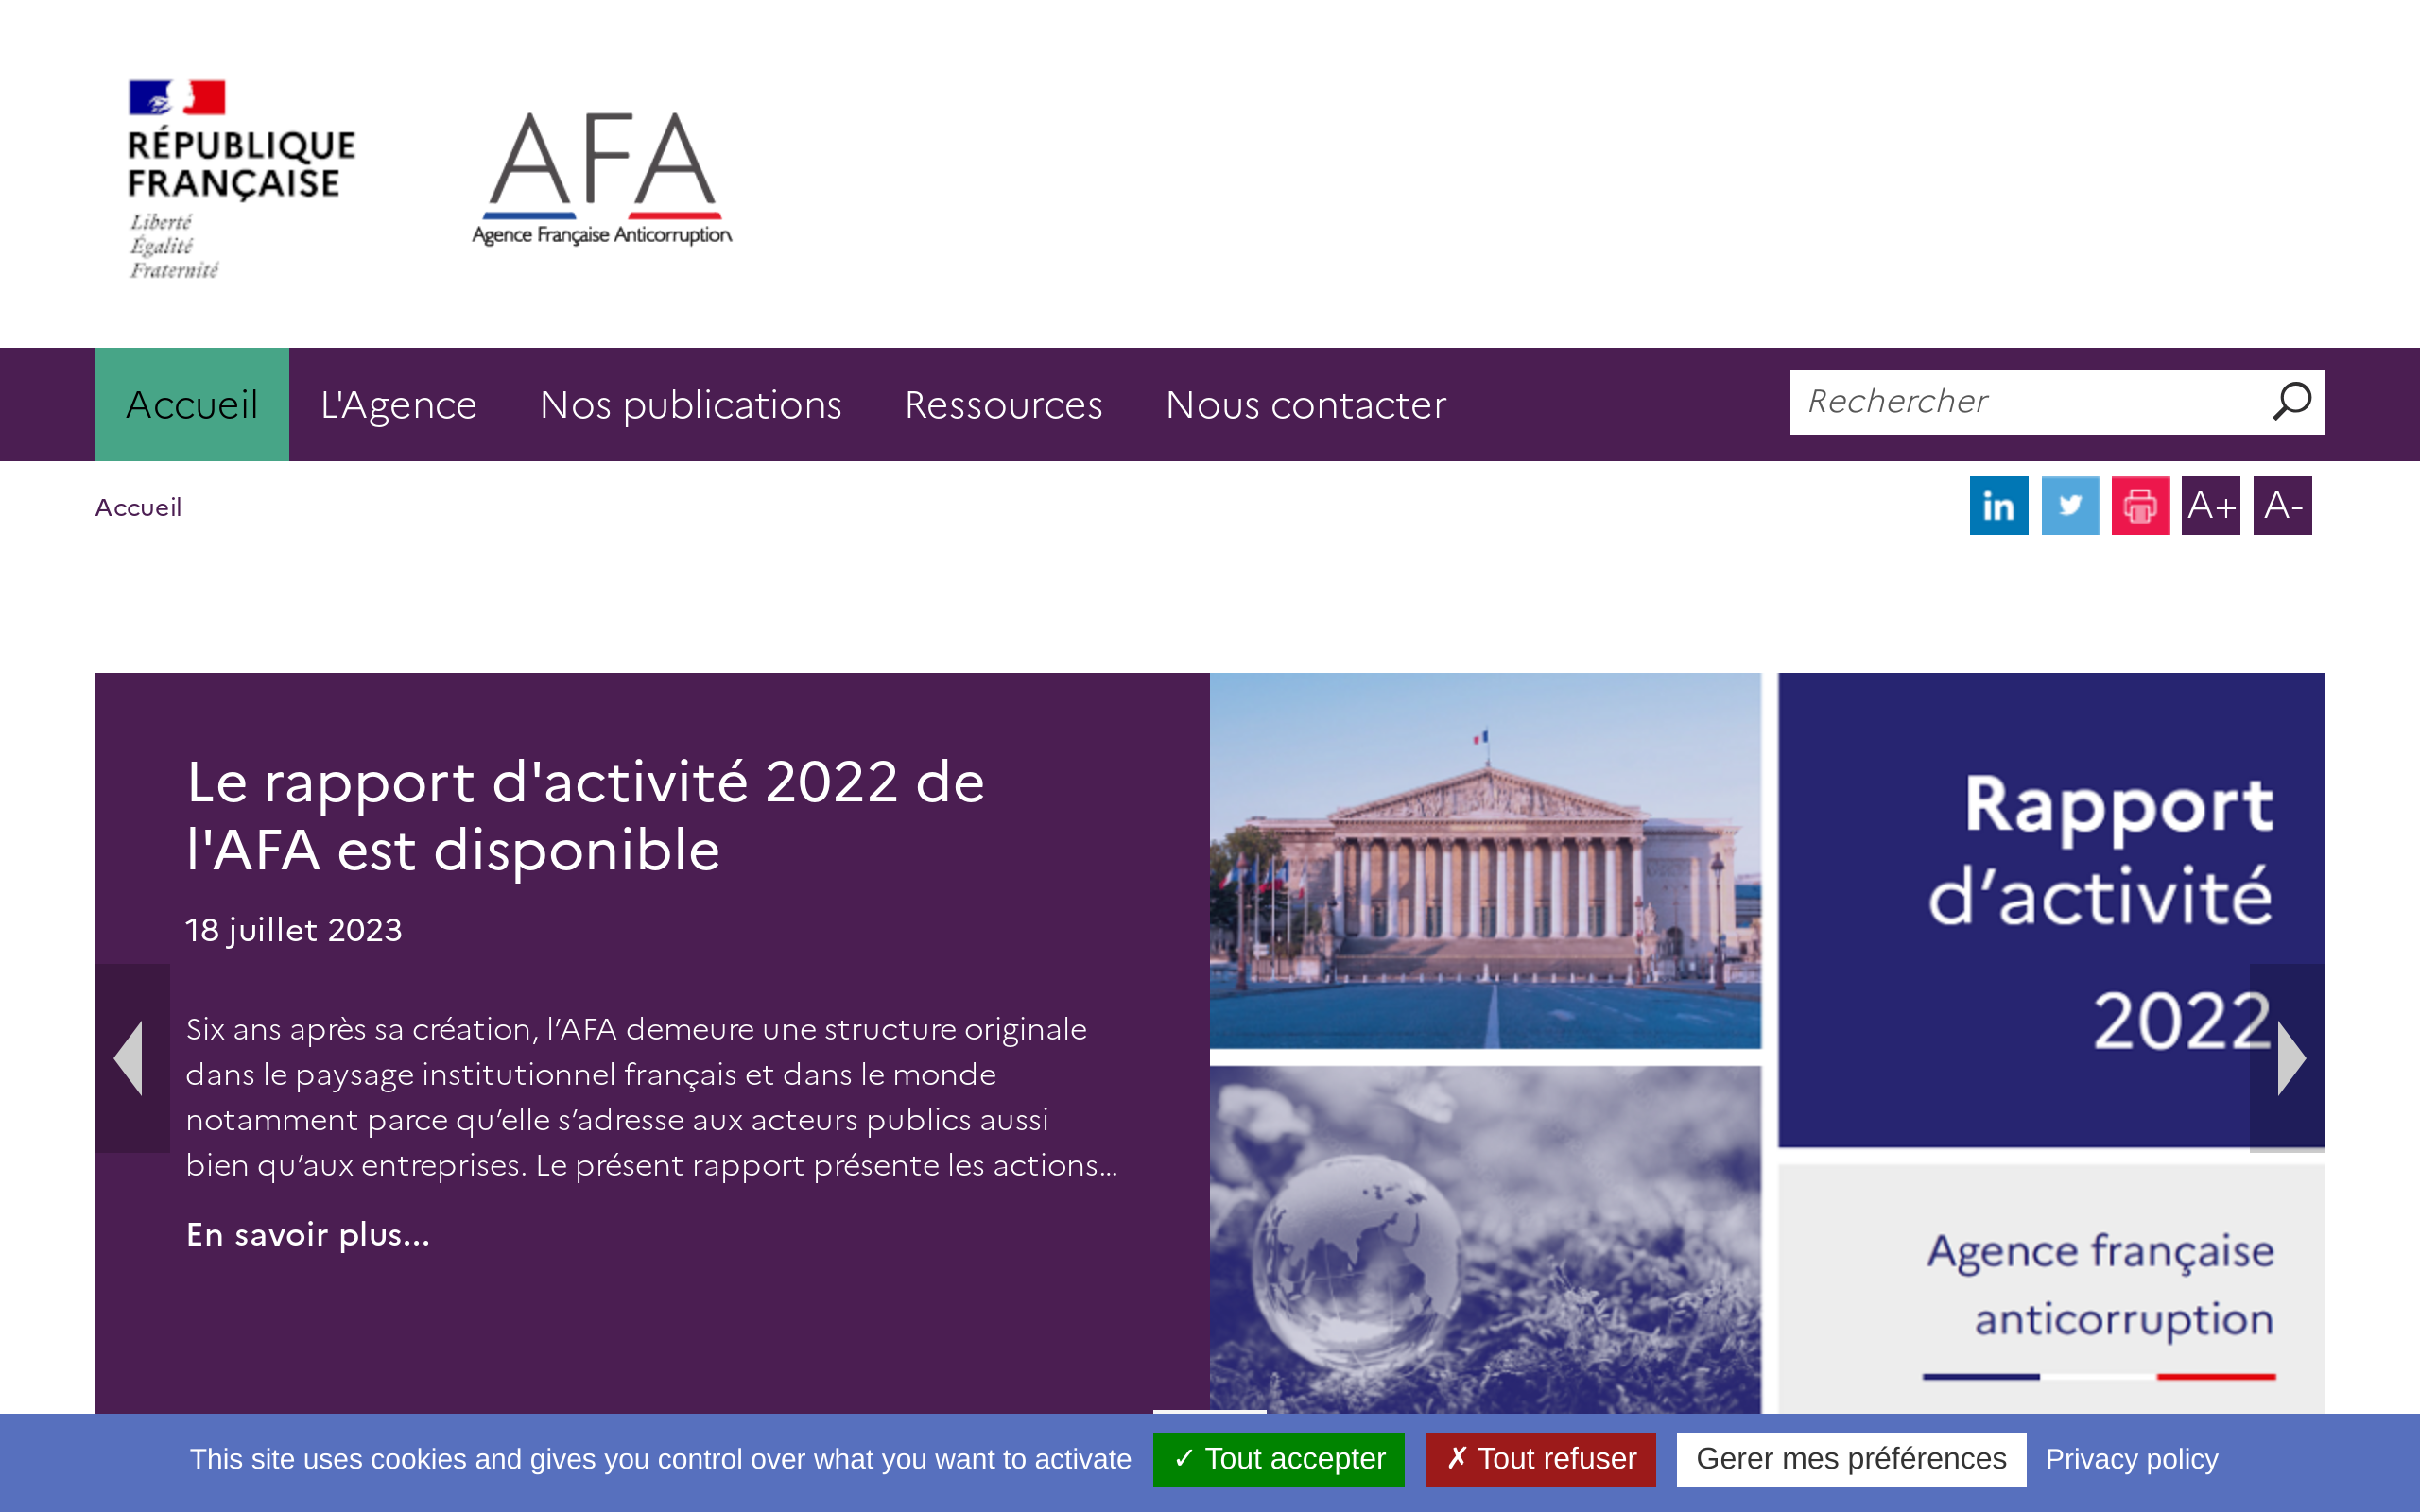 RÉPUBLIQUE
FRANÇAISE
Liberté
Égalité
Fraternité
AFA
Agence Française Anticorruption
Accueil
L'Agence
Nos publications
Ressources
Nous contacter
Rechercher
Accueil
in
A+
A-
Le rapport d'activité 2022 de
l'AFA est disponible
18 juillet 2023
Six ans après sa création, l’AFA demeure une structure originale
dans le paysage institutionnel français et dans le monde
notamment parce qu’elle s’adresse aux acteurs publics aussi
bien qu’aux entreprises. Le présent rapport présente les actions...
En savoir plus...
Rapport
d’activité
2022
Agence française
anticorruption
This site uses cookies and gives you control over what you want to activate
✓ Tout accepter
✗ Tout refuser
Gerer mes préférences
Privacy policy